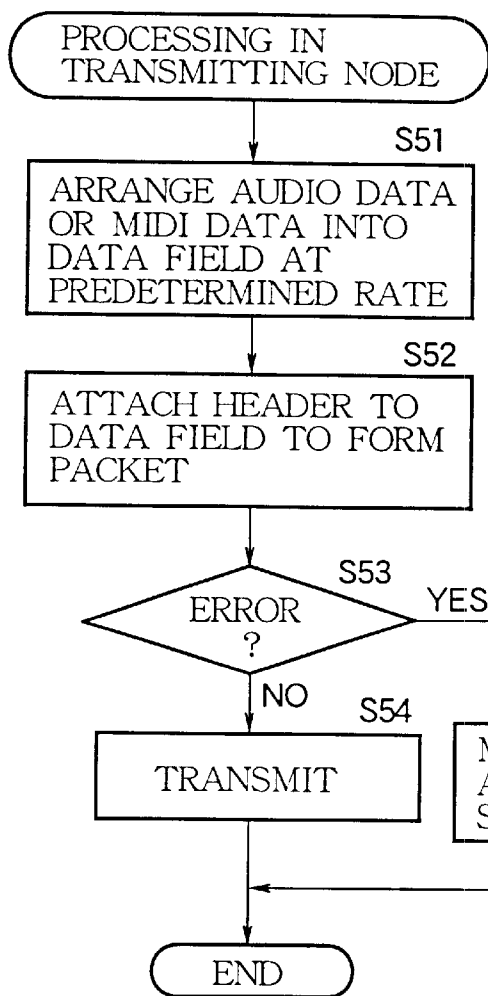 PROCESSING IN
TRANSMITTING NODE
S51
ARRANGE AUDIO DATA
OR MIDI DATA INTO
DATA FIELD AT
PREDETERMINED RATE
S52
ATTACH HEADER TO
DATA FIELD TO FORM
PACKET
S53
ERROR
?
YES
NO
S54
TRANSMIT
END